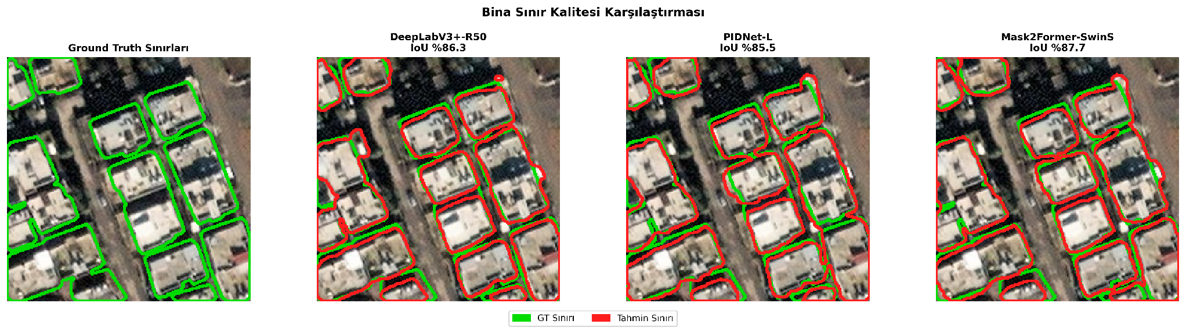 Bina Sınır Kalitesi Karşılaştırması
Ground Truth Sınırları
DeepLabV3+-R50
IoU %86.3
PIDNet-L
IoU %85.5
Mask2Former-SwinS
IoU %87.7
GT Sınırı
Tahmin Sınırı